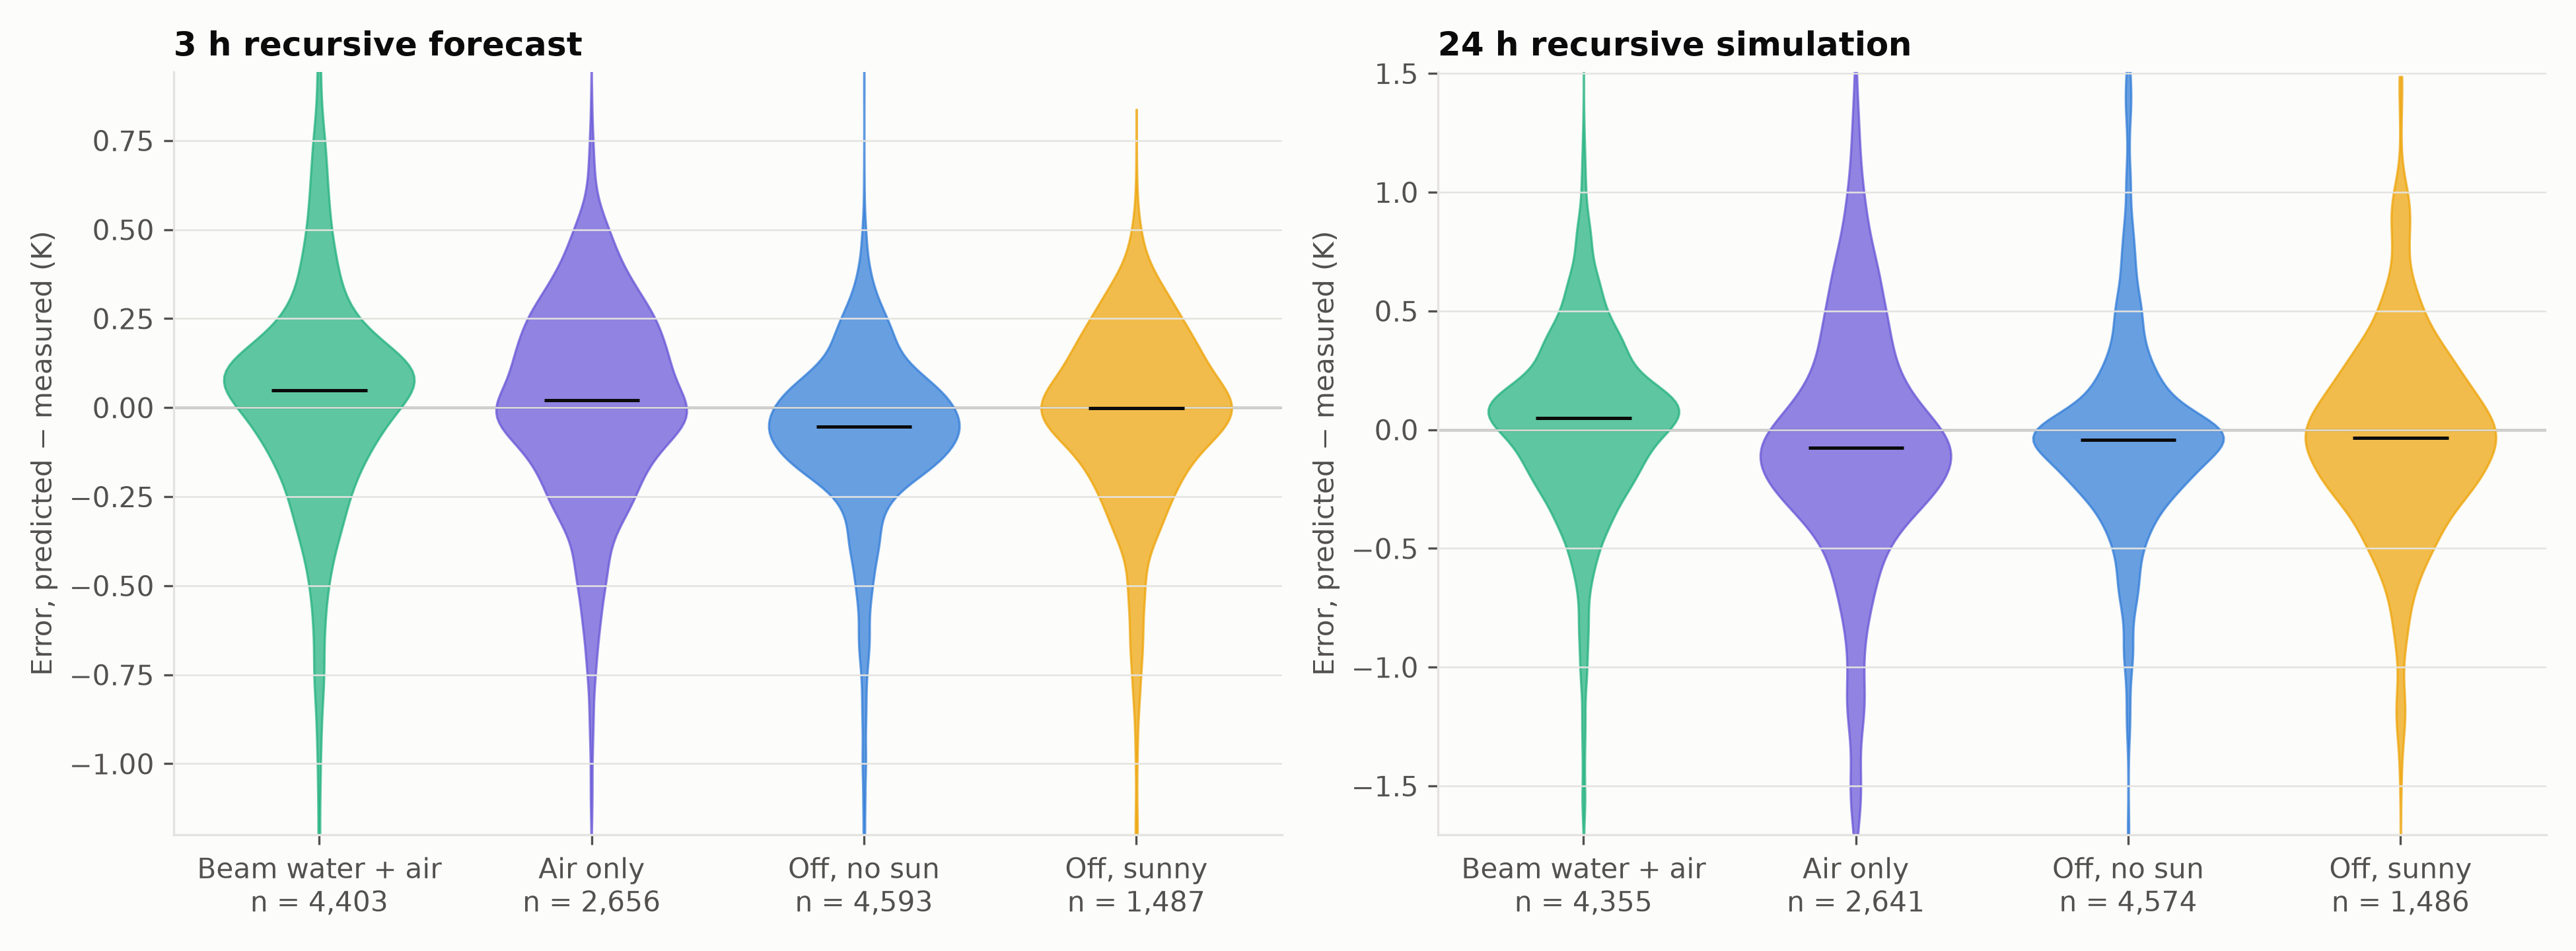 3 h recursive forecast
Error, predicted − measured (K)
0.75
0.50
0.25
0.00
−0.25
−0.50
−0.75
−1.00
Beam water + air
n = 4,403
Air only
n = 2,656
Off, no sun
n = 4,593
Off, sunny
n = 1,487
24 h recursive simulation
Error, predicted − measured (K)
1.5
1.0
0.5
0.0
−0.5
−1.0
−1.5
Beam water + air
n = 4,355
Air only
n = 2,641
Off, no sun
n = 4,574
Off, sunny
n = 1,486